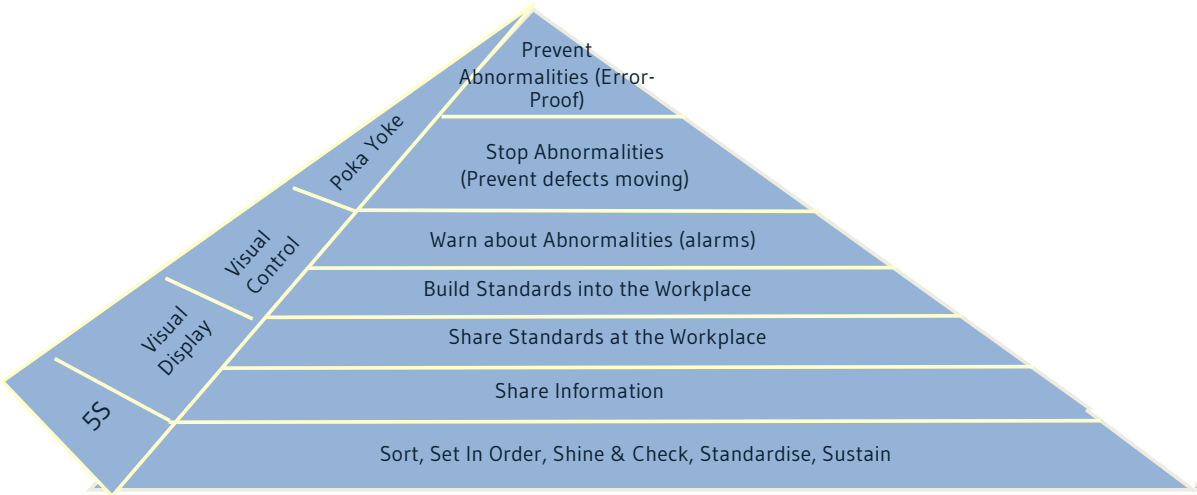 Prevent
Abnormalities (Error-
Proof)
Poka Yoke
Stop Abnormalities
(Prevent defects moving)
Visual
Control
Warn about Abnormalities (alarms)
Build Standards into the Workplace
Visual
Display
Share Standards at the Workplace
Share Information
5S
Sort, Set In Order, Shine & Check, Standardise, Sustain